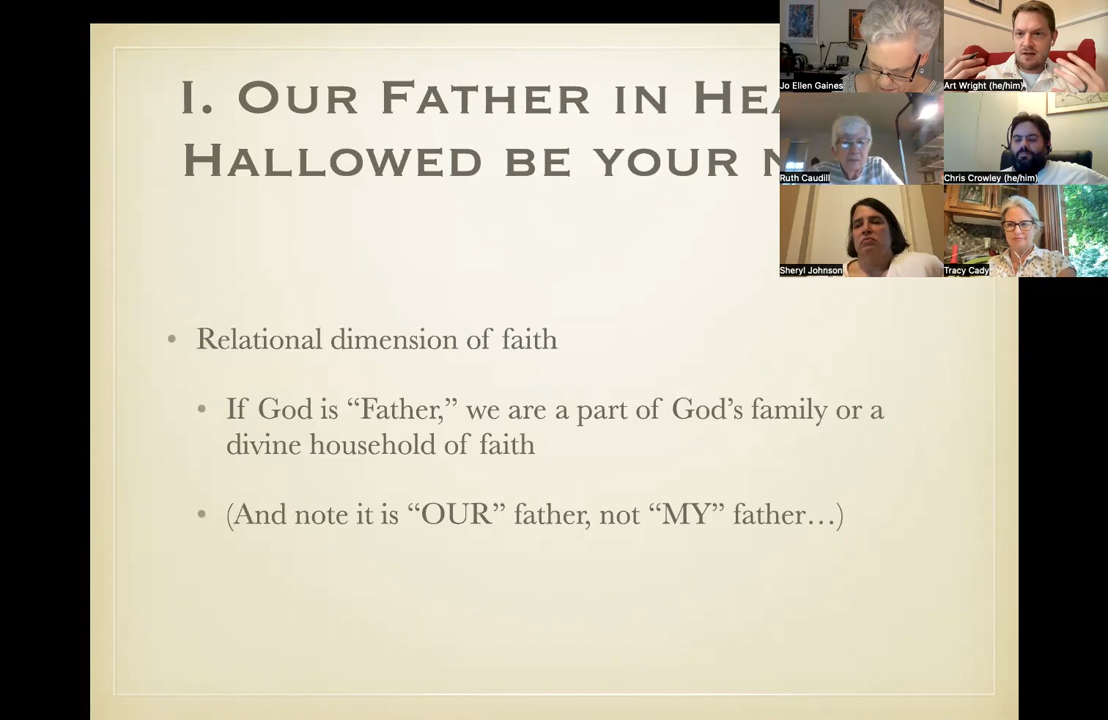 I. Our Father in Hea
Hallowed be your n
Relational dimension of faith
If God is “Father,” we are a part of God’s family or a
divine household of faith
(And note it is “OUR” father, not “MY” father…)
Jo Ellen Gaines
Art Wright (he/him)
Ruth Caudill
Chris Crowley (he/him)
Sheryl Johnson
Tracy Cady